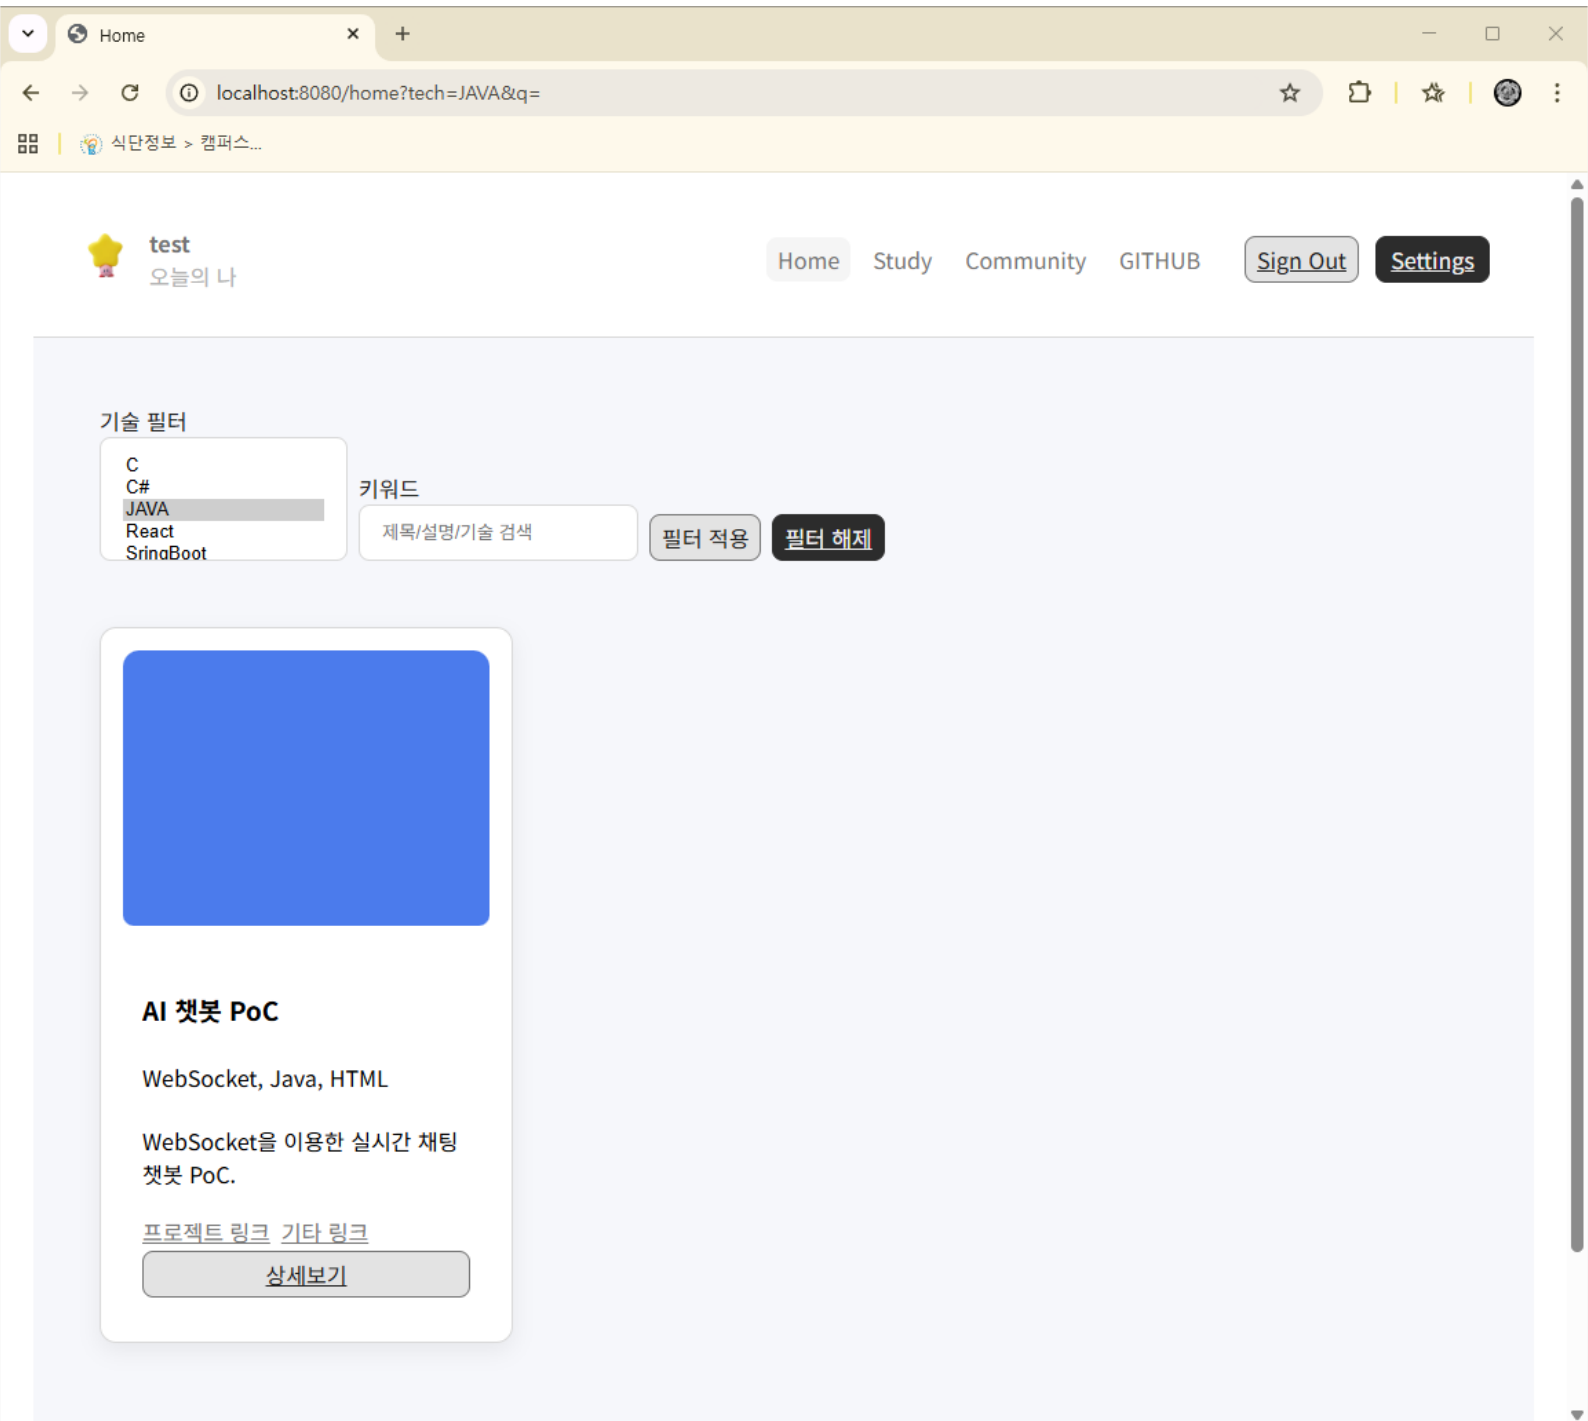 Home
localhost:8080/home?tech=JAVA&q=
식단정보 > 캠퍼스...
test
오늘의 나
Home Study Community GITHUB Sign Out Settings
기술 필터
C
C#
JAVA
React
SringBoot
키워드
제목/설명/기술 검색
필터 적용 필터 해제
AI 챗봇 PoC
WebSocket, Java, HTML
WebSocket을 이용한 실시간 채팅
챗봇 PoC.
프로젝트 링크 기타 링크
상세보기